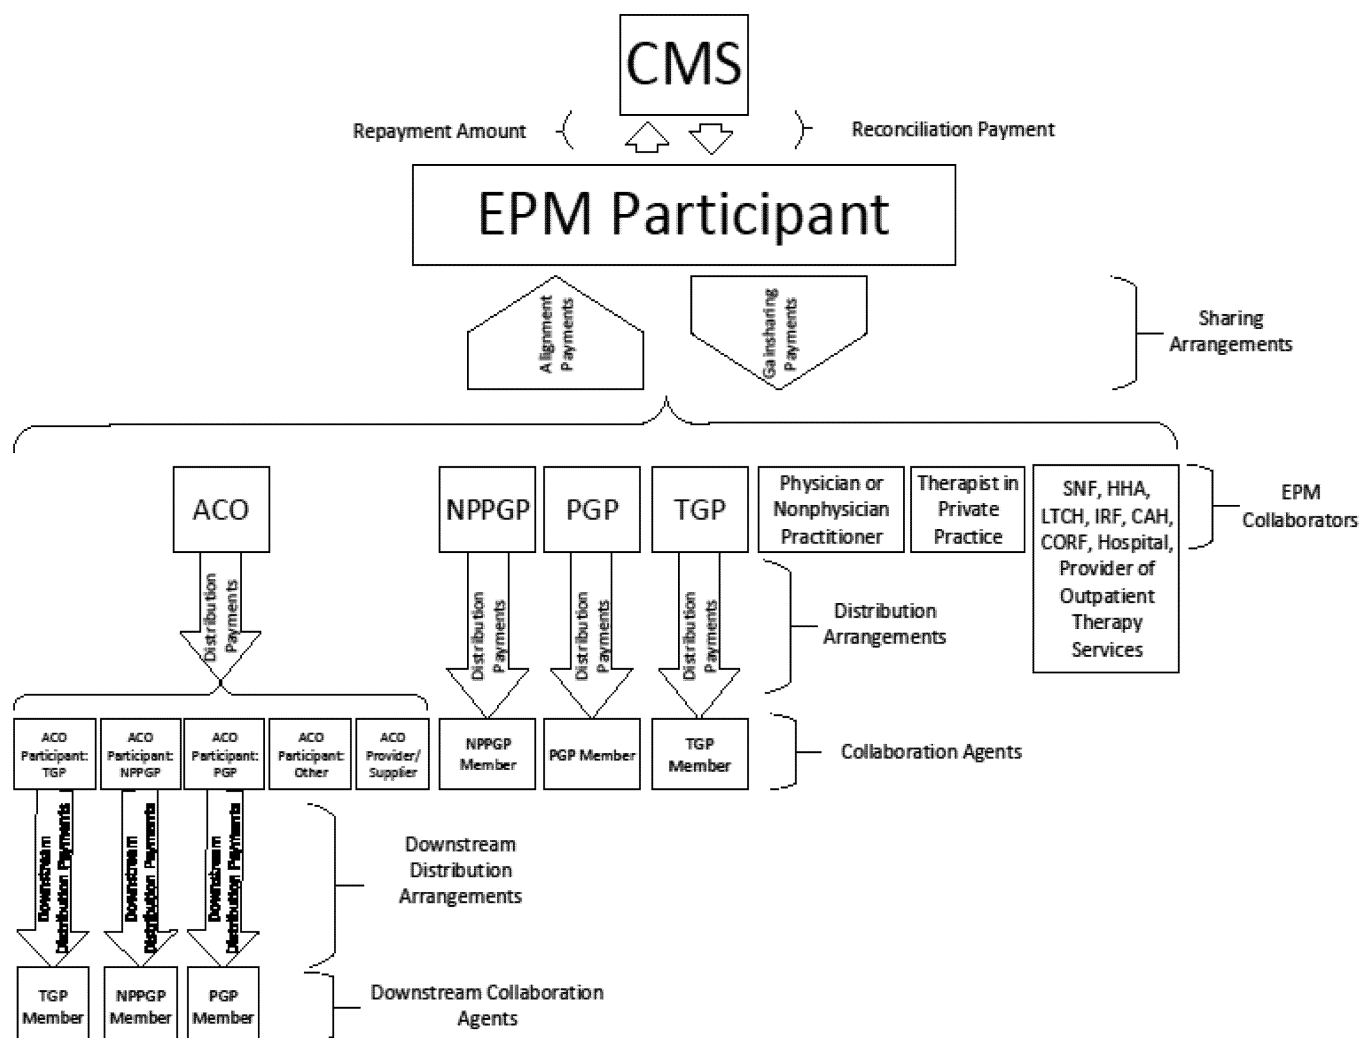 CMS
Repayment Amount
Reconciliation Payment
EPM Participant
Alignment
Payments
Gainsharing
Payments
Sharing
Arrangements
ACO
NPPGP
PGP
TGP
Physician or
Nonphysician
Practitioner
Therapist in
Private
Practice
SNF, HHA,
LTCH, IRF, CAH,
CORF, Hospital,
Provider of
Outpatient
Therapy
Services
EPM
Collaborators
Distribution
Payments
Distribution
Payments
Distribution
Payments
Distribution
Payments
Distribution
Arrangements
ACO
Participant:
TGP
ACO
Participant:
NPPGP
ACO
Participant:
PGP
ACO
Participant:
Other
ACO
Provider/
Supplier
NPPGP
Member
PGP Member
TGP
Member
Collaboration Agents
Downstream
Distribution Payments
Downstream
Distribution Payments
Downstream
Distribution Payments
Downstream
Distribution
Arrangements
TGP
Member
NPPGP
Member
PGP
Member
Downstream Collaboration
Agents